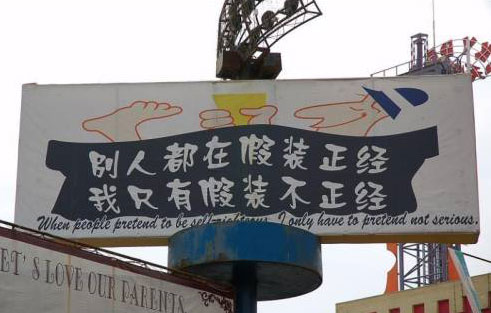 别人都在假装正经
我只有假装不正经
When people pretend to be self-righteous, I only have to pretend not serious.
LET'S LOVE OUR PARENTS